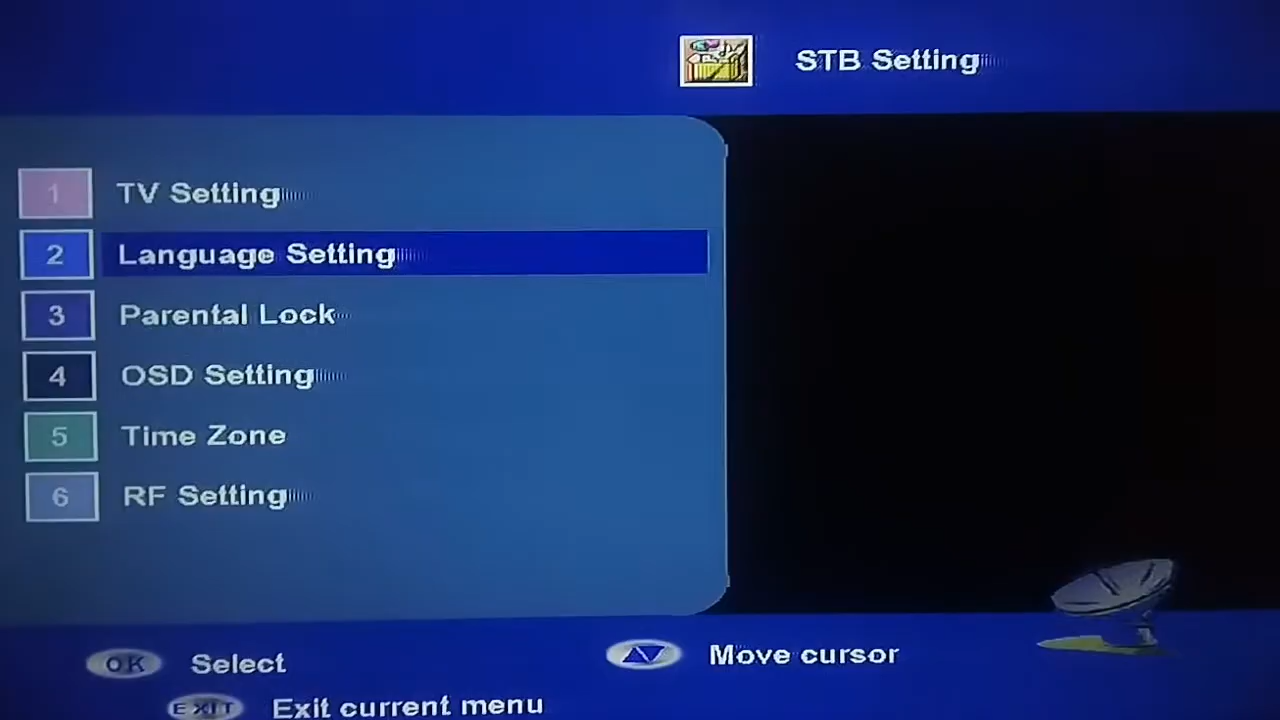 STB Setting
1 TV Setting
2 Language Setting
3 Parental Lock
4 OSD Setting
5 Time Zone
6 RF Setting
OK Select
Move cursor
EXIT Exit current menu